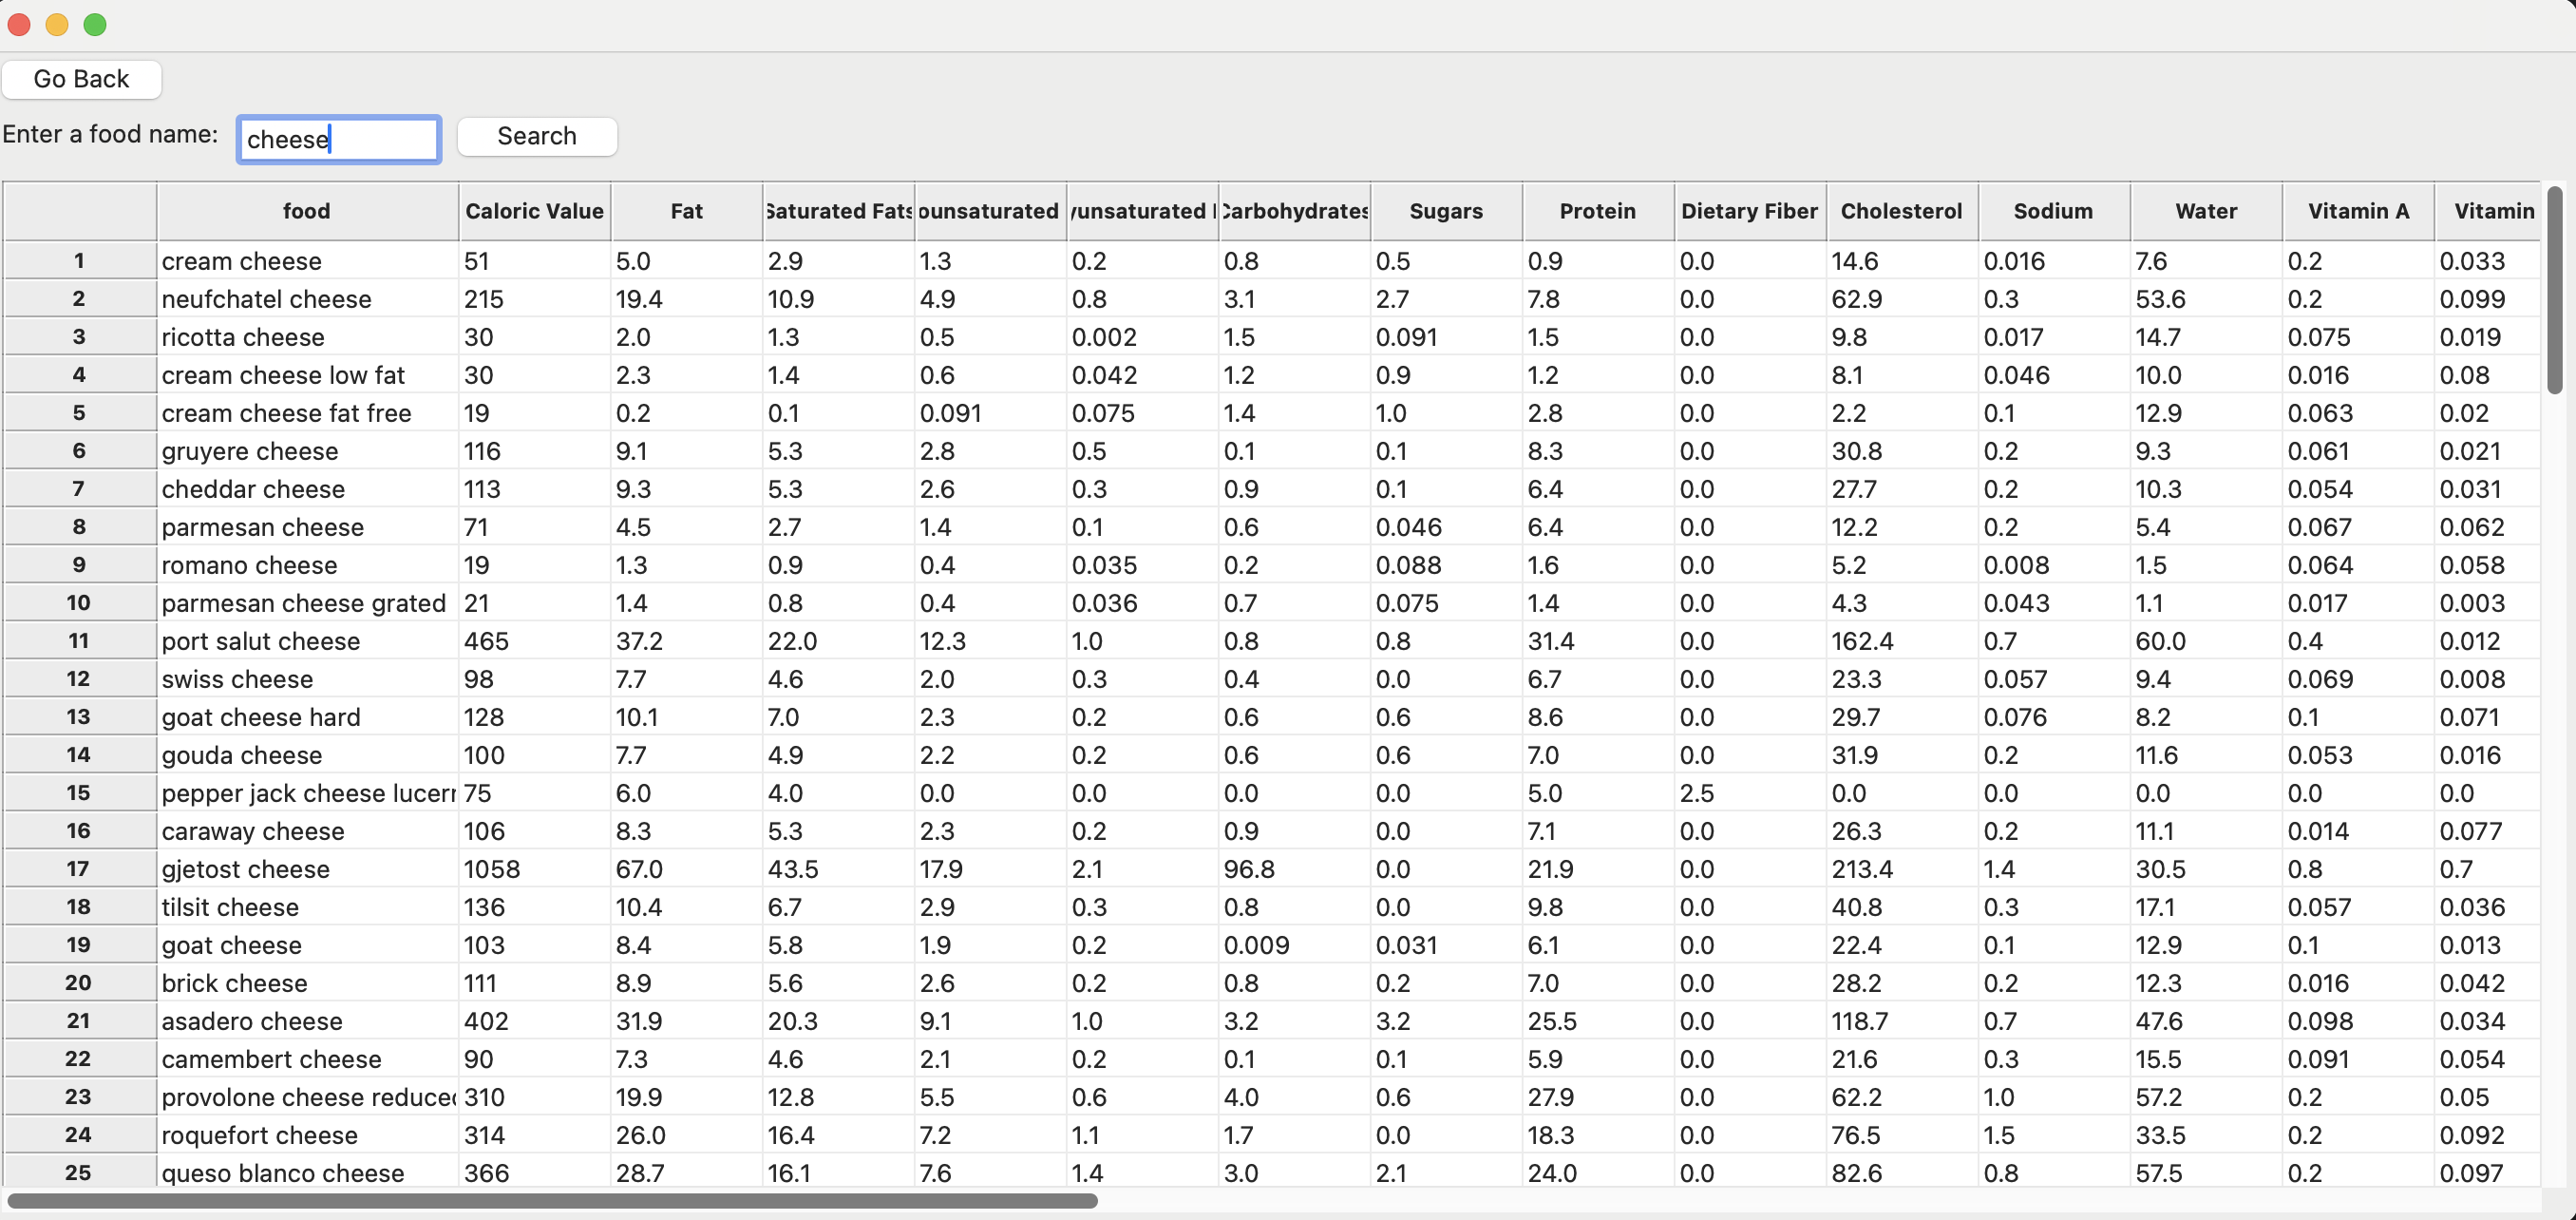 Go Back
Enter a food name: cheese Search
food Caloric Value Fat Saturated Fats ounsaturated yunsaturated Carbohydrates Sugars Protein Dietary Fiber Cholesterol Sodium Water Vitamin A Vitamin
1 cream cheese 51 5.0 2.9 1.3 0.2 0.8 0.5 0.9 0.0 14.6 0.016 7.6 0.2 0.033
2 neufchatel cheese 215 19.4 10.9 4.9 0.8 3.1 2.7 7.8 0.0 62.9 0.3 53.6 0.2 0.099
3 ricotta cheese 30 2.0 1.3 0.5 0.002 1.5 0.091 1.5 0.0 9.8 0.017 14.7 0.075 0.019
4 cream cheese low fat 30 2.3 1.4 0.6 0.042 1.2 0.9 1.2 0.0 8.1 0.046 10.0 0.016 0.08
5 cream cheese fat free 19 0.2 0.1 0.091 0.075 1.4 1.0 2.8 0.0 2.2 0.1 12.9 0.063 0.02
6 gruyere cheese 116 9.1 5.3 2.8 0.5 0.1 0.1 8.3 0.0 30.8 0.2 9.3 0.061 0.021
7 cheddar cheese 113 9.3 5.3 2.6 0.3 0.9 0.1 6.4 0.0 27.7 0.2 10.3 0.054 0.031
8 parmesan cheese 71 4.5 2.7 1.4 0.1 0.6 0.046 6.4 0.0 12.2 0.2 5.4 0.067 0.062
9 romano cheese 19 1.3 0.9 0.4 0.035 0.2 0.088 1.6 0.0 5.2 0.008 1.5 0.064 0.058
10 parmesan cheese grated 21 1.4 0.8 0.4 0.036 0.7 0.075 1.4 0.0 4.3 0.043 1.1 0.017 0.003
11 port salut cheese 465 37.2 22.0 12.3 1.0 0.8 0.8 31.4 0.0 162.4 0.7 60.0 0.4 0.012
12 swiss cheese 98 7.7 4.6 2.0 0.3 0.4 0.0 6.7 0.0 23.3 0.057 9.4 0.069 0.008
13 goat cheese hard 128 10.1 7.0 2.3 0.2 0.6 0.6 8.6 0.0 29.7 0.076 8.2 0.1 0.071
14 gouda cheese 100 7.7 4.9 2.2 0.2 0.6 0.6 7.0 0.0 31.9 0.2 11.6 0.053 0.016
15 pepper jack cheese lucern 75 6.0 4.0 0.0 0.0 0.0 0.0 5.0 2.5 0.0 0.0 0.0 0.0 0.0
16 caraway cheese 106 8.3 5.3 2.3 0.2 0.9 0.0 7.1 0.0 26.3 0.2 11.1 0.014 0.077
17 gjetost cheese 1058 67.0 43.5 17.9 2.1 96.8 0.0 21.9 0.0 213.4 1.4 30.5 0.8 0.7
18 tilsit cheese 136 10.4 6.7 2.9 0.3 0.8 0.0 9.8 0.0 40.8 0.3 17.1 0.057 0.036
19 goat cheese 103 8.4 5.8 1.9 0.2 0.009 0.031 6.1 0.0 22.4 0.1 12.9 0.1 0.013
20 brick cheese 111 8.9 5.6 2.6 0.2 0.8 0.2 7.0 0.0 28.2 0.2 12.3 0.016 0.042
21 asadero cheese 402 31.9 20.3 9.1 1.0 3.2 3.2 25.5 0.0 118.7 0.7 47.6 0.098 0.034
22 camembert cheese 90 7.3 4.6 2.1 0.2 0.1 0.1 5.9 0.0 21.6 0.3 15.5 0.091 0.054
23 provolone cheese reduced 310 19.9 12.8 5.5 0.6 4.0 0.6 27.9 0.0 62.2 1.0 57.2 0.2 0.05
24 roquefort cheese 314 26.0 16.4 7.2 1.1 1.7 0.0 18.3 0.0 76.5 1.5 33.5 0.2 0.092
25 queso blanco cheese 366 28.7 16.1 7.6 1.4 3.0 2.1 24.0 0.0 82.6 0.8 57.5 0.2 0.097